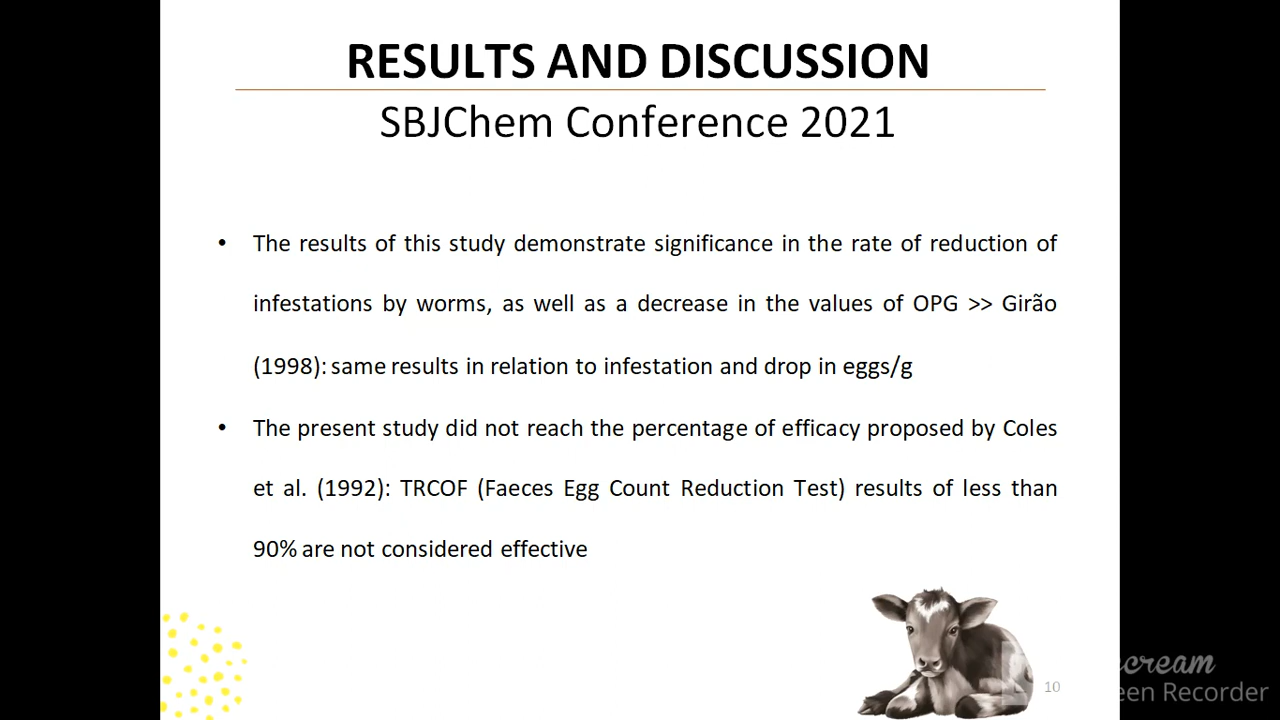 RESULTS AND DISCUSSION
SBJChem Conference 2021
• The results of this study demonstrate significance in the rate of reduction of
infestations by worms, as well as a decrease in the values of OPG >> Girão
(1998): same results in relation to infestation and drop in eggs/g
• The present study did not reach the percentage of efficacy proposed by Coles
et al. (1992): TRCOF (Faeces Egg Count Reduction Test) results of less than
90% are not considered effective
10
Recorder